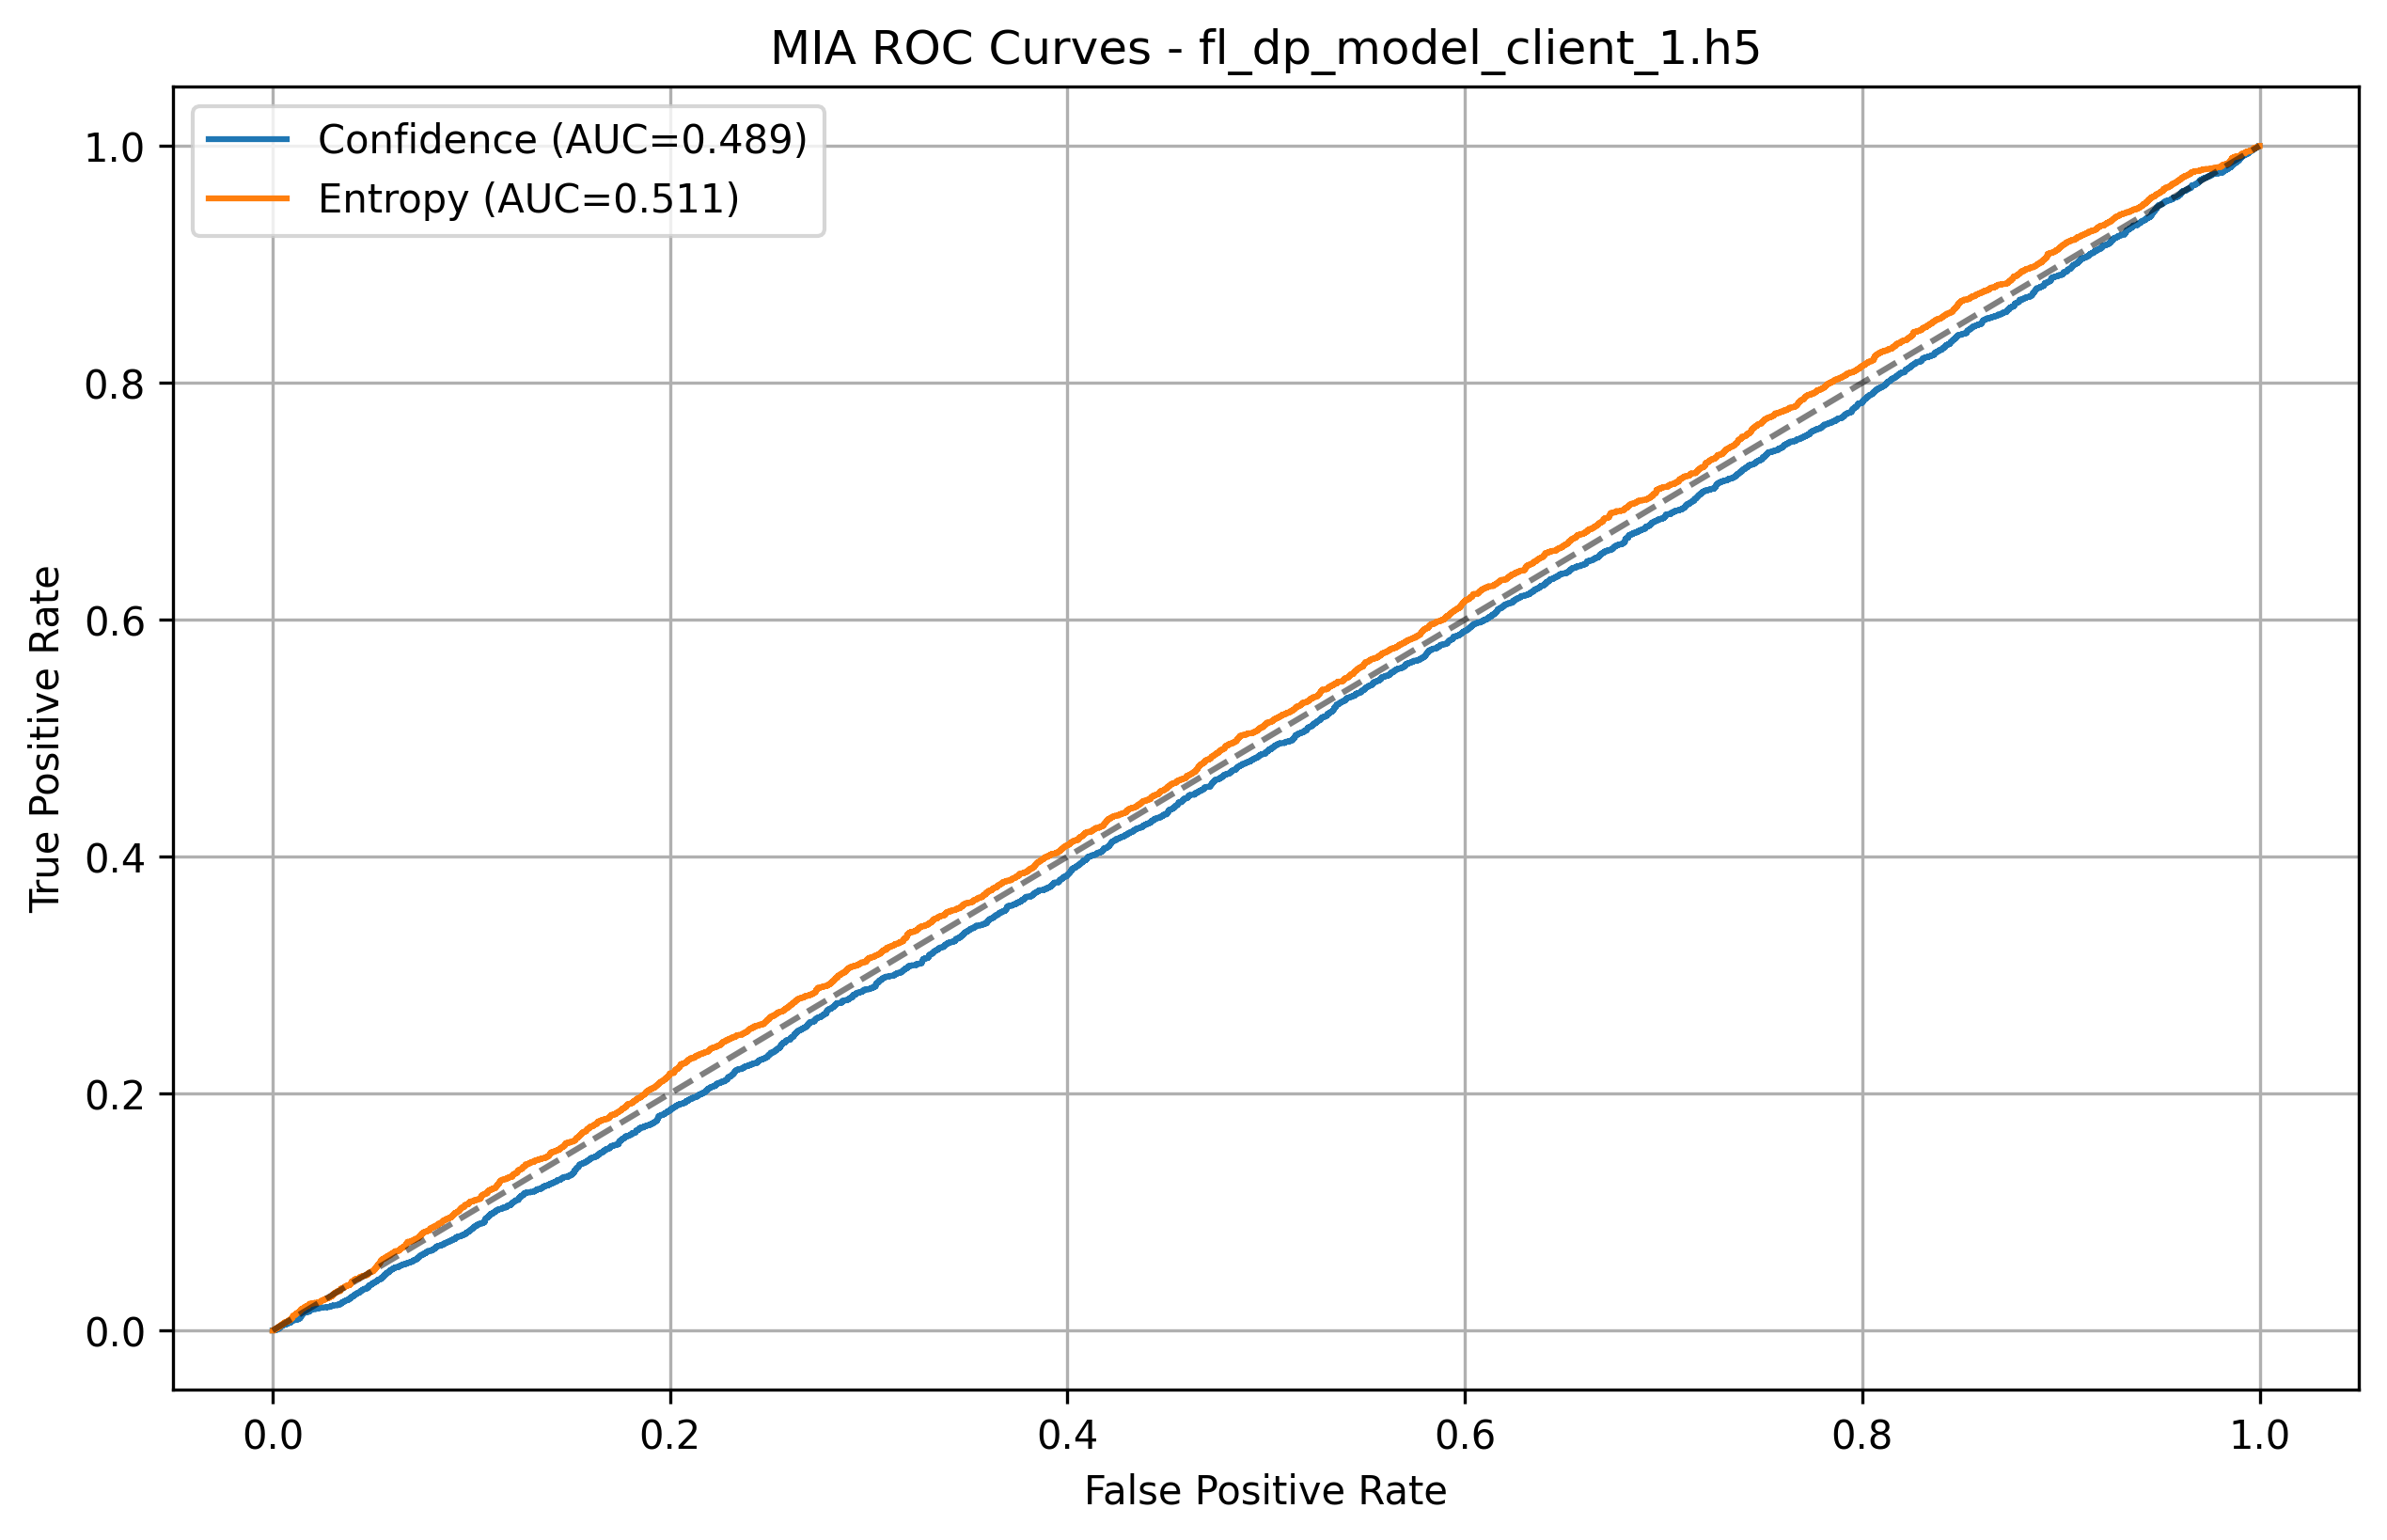 MIA ROC Curves - fl_dp_model_client_1.h5
Confidence (AUC=0.489)
Entropy (AUC=0.511)
1.0
0.8
0.6
0.4
0.2
0.0
True Positive Rate
0.0 0.2 0.4 0.6 0.8 1.0
False Positive Rate